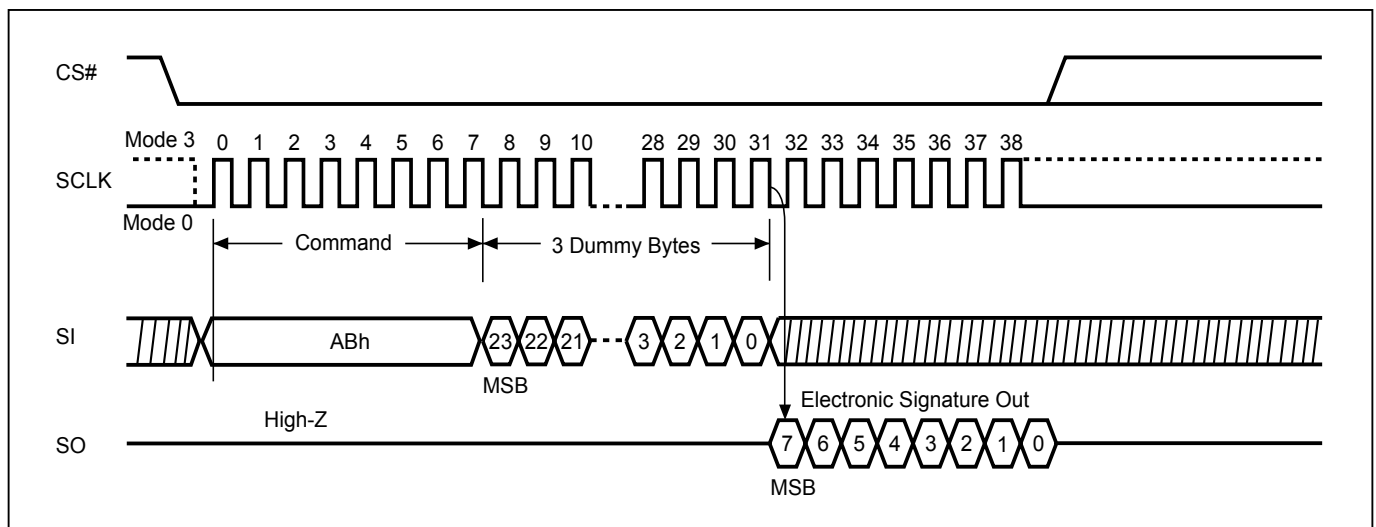 CS#
Mode 3 0 1 2 3 4 5 6 7 8 9 10 28 29 30 31 32 33 34 35 36 37 38
SCLK
Mode 0
Command 3 Dummy Bytes
SI ABh 23 22 21 3 2 1 0
MSB
Electronic Signature Out
High-Z
SO 7 6 5 4 3 2 1 0
MSB